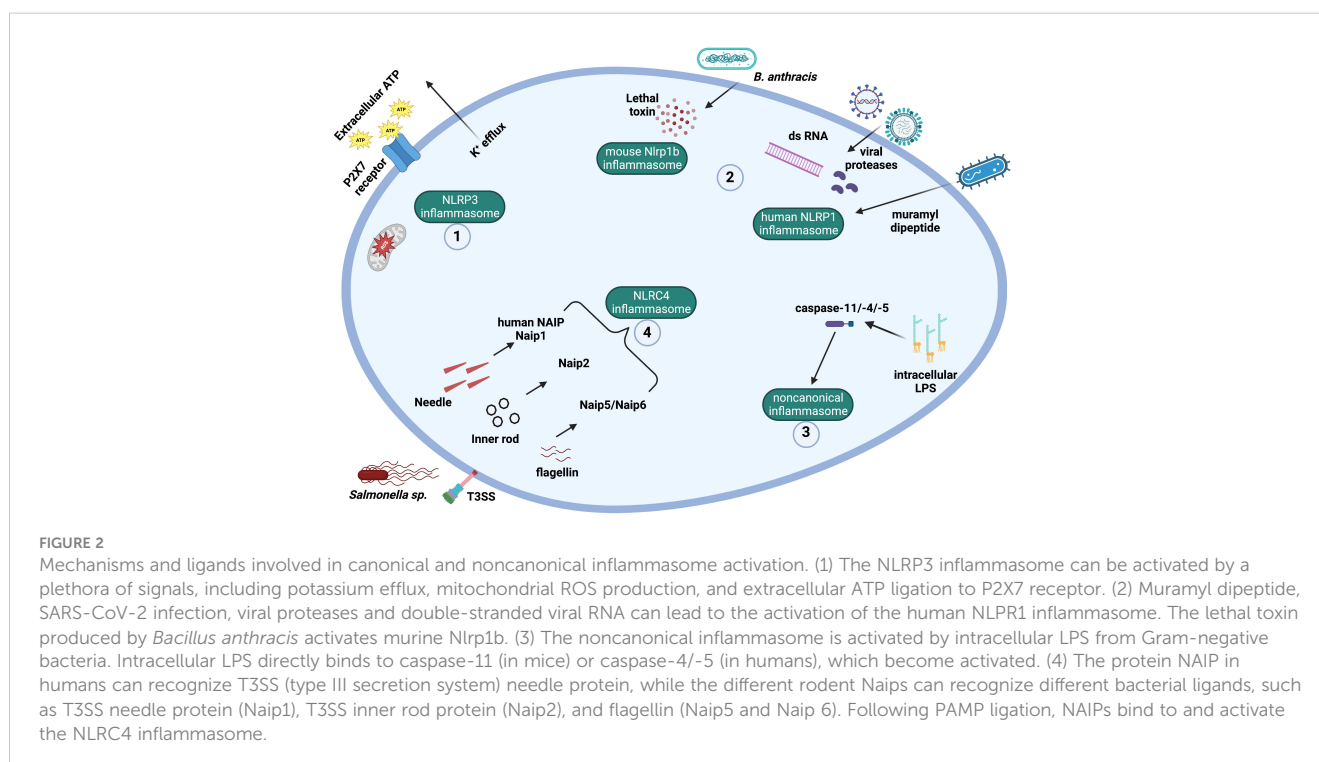 Extracellular ATP
ATP
ATP
ATP
P2X7
receptor
K+ efflux
NLRP3
inflammasome
1
ROS
B. anthracis
Lethal
toxin
mouse Nlrp1b
inflammasome
2
ds RNA
viral
proteases
human NLRP1
inflammasome
muramyl
dipeptide
NLRC4
inflammasome
4
human NAIP
Naip1
Naip2
Naip5/Naip6
Needle
Inner rod
flagellin
Salmonella sp.
T3SS
caspase-11/-4/-5
intracellular
LPS
noncanonical
inflammasome
3
FIGURE 2
Mechanisms and ligands involved in canonical and noncanonical inflammasome activation. (1) The NLRP3 inflammasome can be activated by a
plethora of signals, including potassium efflux, mitochondrial ROS production, and extracellular ATP ligation to P2X7 receptor. (2) Muramyl dipeptide,
SARS-CoV-2 infection, viral proteases and double-stranded viral RNA can lead to the activation of the human NLPR1 inflammasome. The lethal toxin
produced by Bacillus anthracis activates murine Nlrp1b. (3) The noncanonical inflammasome is activated by intracellular LPS from Gram-negative
bacteria. Intracellular LPS directly binds to caspase-11 (in mice) or caspase-4/-5 (in humans), which become activated. (4) The protein NAIP in
humans can recognize T3SS (type III secretion system) needle protein, while the different rodent Naips can recognize different bacterial ligands, such
as T3SS needle protein (Naip1), T3SS inner rod protein (Naip2), and flagellin (Naip5 and Naip 6). Following PAMP ligation, NAIPs bind to and activate
the NLRC4 inflammasome.